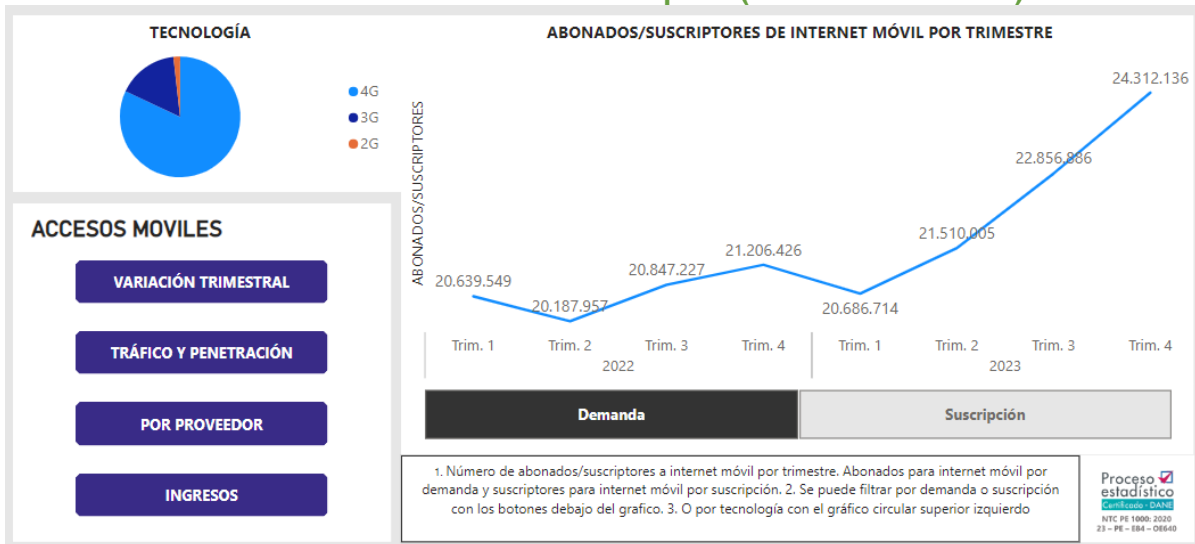 TECNOLOGÍA
4G
3G
2G
ACCESOS MOVILES
VARIACIÓN TRIMESTRAL
TRÁFICO Y PENETRACIÓN
POR PROVEEDOR
INGRESOS
ABONADOS/SUSCRIPTORES DE INTERNET MÓVIL POR TRIMESTRE
ABONADOS/SUSCRIPTORES
20.639.549
20.187.957
20.847.227
21.206.426
20.686.714
21.510.005
22.856.886
24.312.136
Trim. 1 Trim. 2 Trim. 3 Trim. 4 Trim. 1 Trim. 2 Trim. 3 Trim. 4
2022 2023
Demanda Suscripción
1. Número de abonados/suscriptores a internet móvil por trimestre. Abonados para internet móvil por
demanda y suscriptores para internet móvil por suscripción. 2. Se puede filtrar por demanda o suscripción
con los botones debajo del grafico. 3. O por tecnología con el gráfico circular superior izquierdo
Proceso
estadístico
Certificado - DANE
NTC PE 1000: 2020
23 – PE – EB4 – OE640